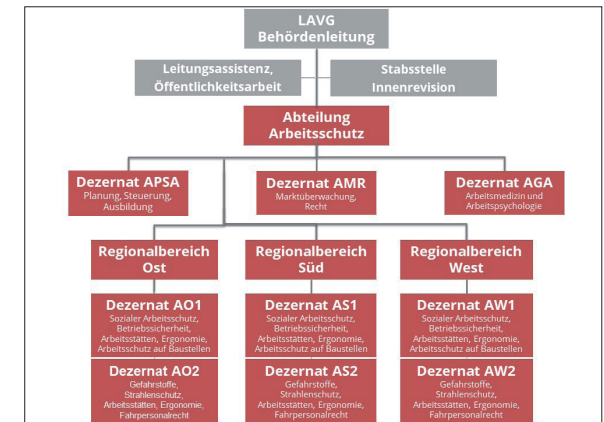 LAVG
Behördenleitung
Leitungsassistenz,
Öffentlichkeitsarbeit
Stabsstelle
Innenrevision
Abteilung
Arbeitsschutz
Dezernat APSA
Planung, Steuerung,
Ausbildung
Dezernat AMR
Marktüberwachung,
Recht
Dezernat AGA
Arbeitsmedizin und
Arbeitspsychologie
Regionalbereich
Ost
Regionalbereich
Süd
Regionalbereich
West
Dezernat AO1
Sozialer Arbeitsschutz,
Betriebssicherheit,
Arbeitsstätten, Ergonomie,
Arbeitsschutz auf Baustellen
Dezernat AS1
Sozialer Arbeitsschutz,
Betriebssicherheit,
Arbeitsstätten, Ergonomie,
Arbeitsschutz auf Baustellen
Dezernat AW1
Sozialer Arbeitsschutz,
Betriebssicherheit,
Arbeitsstätten, Ergonomie,
Arbeitsschutz auf Baustellen
Dezernat AO2
Gefahrstoffe,
Strahlenschutz,
Arbeitsstätten, Ergonomie,
Fahrpersonalrecht
Dezernat AS2
Gefahrstoffe,
Strahlenschutz,
Arbeitsstätten, Ergonomie,
Fahrpersonalrecht
Dezernat AW2
Gefahrstoffe,
Strahlenschutz,
Arbeitsstätten, Ergonomie,
Fahrpersonalrecht